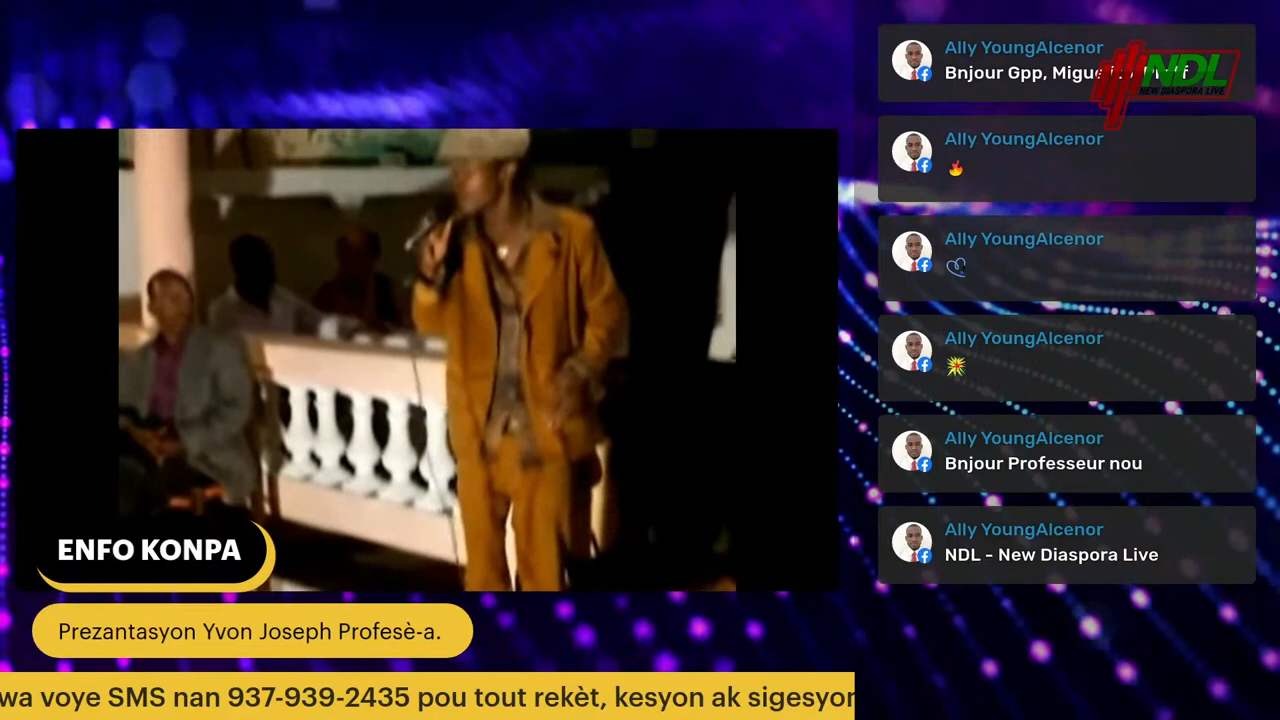 ENFO KONPA
Prezantasyon Yvon Joseph Profesè-a.
wa voye SMS nan 937-939-2435 pou tout rekèt, kesyon ak sigesyon
Ally YoungAlcenor
Bnjour Gpp,
NDL
NEW DIASPORA LIVE
Ally YoungAlcenor
Ally YoungAlcenor
Ally YoungAlcenor
Ally YoungAlcenor
Bnjour Professeur nou
Ally YoungAlcenor
NDL - New Diaspora Live